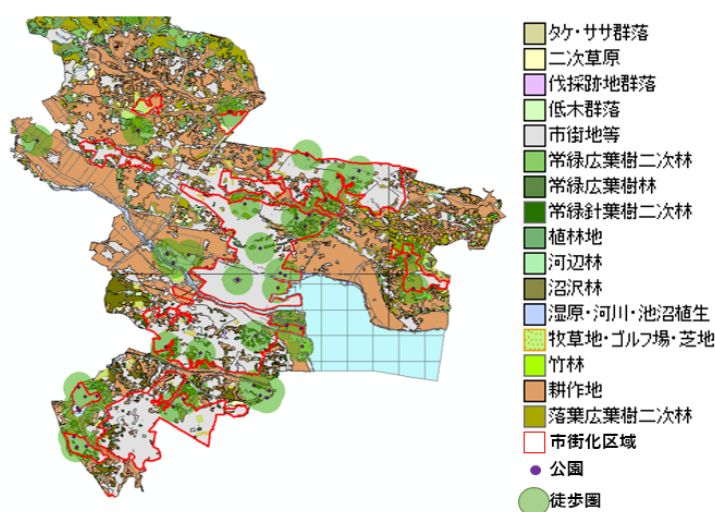 タケ・ササ群落
二次草原
伐採跡地群落
低木群落
市街地等
常緑広葉樹二次林
常緑広葉樹林
常緑針葉樹二次林
植林地
河辺林
沼沢林
湿原・河川・池沼植生
牧草地・ゴルフ場・芝地
竹林
耕作地
落葉広葉樹二次林
市街化区域
公園
徒歩圏